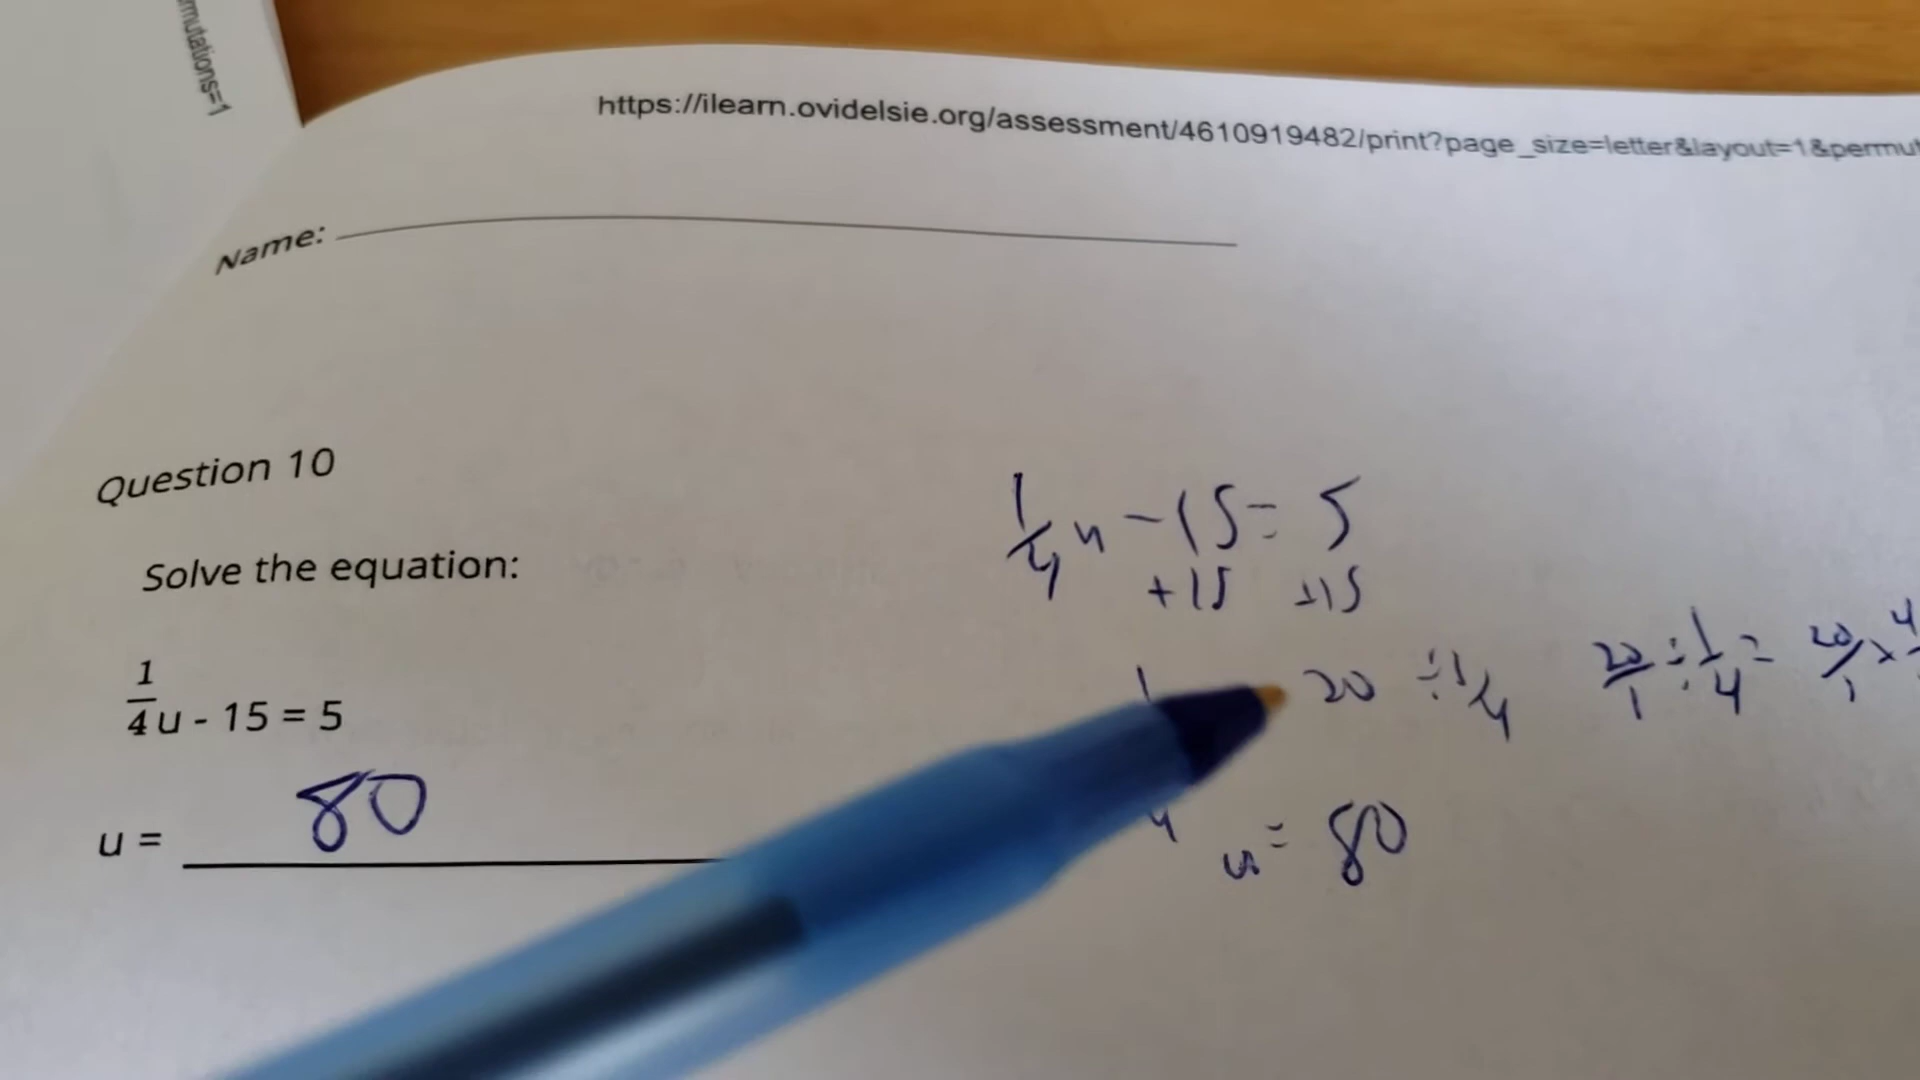 mutations=1
https://ilearn.ovidelsie.org/assessment/4610919482/print?page_size=letter&layout=1&permut
Name:
Question 10
Solve the equation:
1/4 u - 15 = 5
u = 80
1/4 u - 15 = 5
+15 +15
20 ÷ 1/4
20/1 ÷ 1/4 = 20/1 × 4
4
u = 80